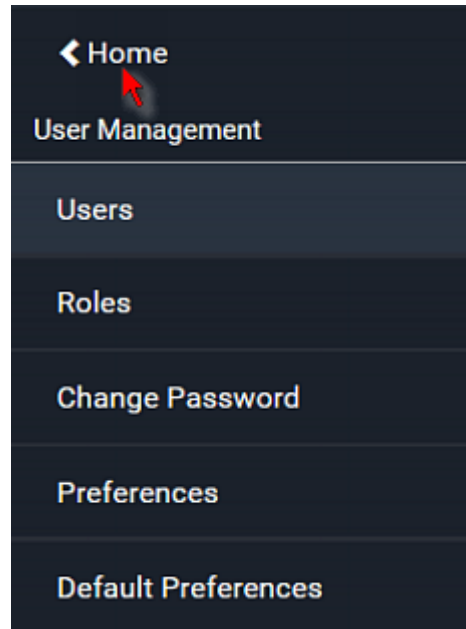 Home
User Management
Users
Roles
Change Password
Preferences
Default Preferences